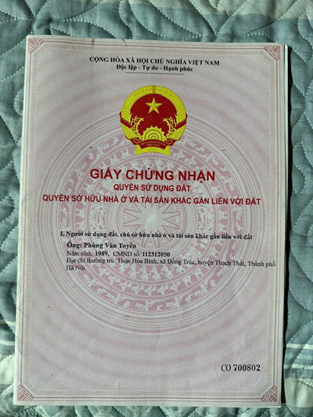 CỘNG HÒA XÃ HỘI CHỦ NGHĨA VIỆT NAM
Độc lập - Tự do - Hạnh phúc
GIẤY CHỨNG NHẬN
QUYỀN SỬ DỤNG ĐẤT
QUYỀN SỞ HỮU NHÀ Ở VÀ TÀI SẢN KHÁC GẮN LIỀN VỚI ĐẤT
I. Người sử dụng đất, chủ sở hữu nhà ở và tài sản khác gắn liền với đất
Ông: Phùng Văn Tuyển
Năm sinh: 1989, CMND số: 112312050
Địa chỉ thường trú: Thôn Hòa Bình, xã Đồng Trúc, huyện Thạch Thất, Thành phố
Hà Nội.
CO 700802